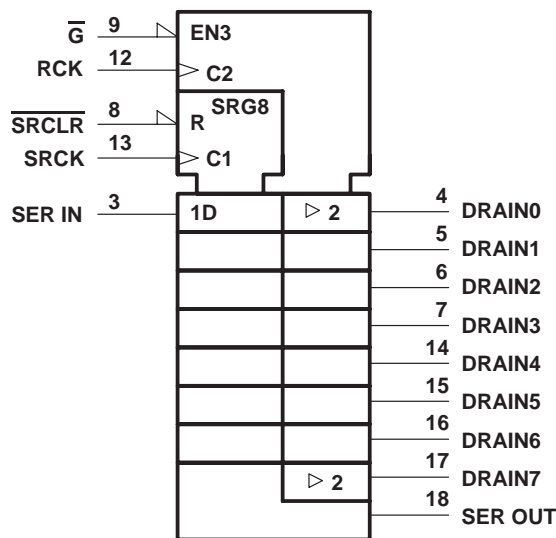 G 9 EN3
RCK 12 C2
SRG8
SRCLR 8 R
SRCK 13 C1
SER IN 3 1D 2 4 DRAIN0
5 DRAIN1
6 DRAIN2
7 DRAIN3
14 DRAIN4
15 DRAIN5
16 DRAIN6
2 17 DRAIN7
18 SER OUT